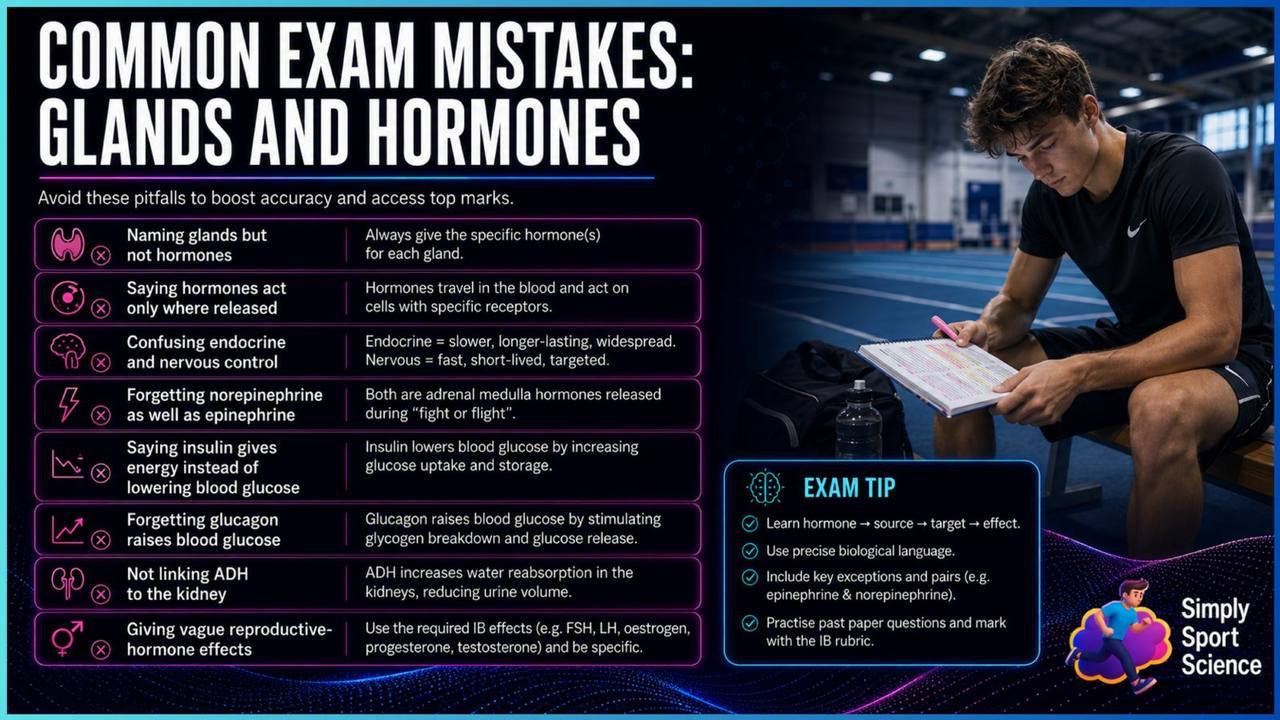 COMMON EXAM MISTAKES:
GLANDS AND HORMONES
Avoid these pitfalls to boost accuracy and access top marks.
Naming glands but
not hormones
Always give the specific hormone(s)
for each gland.
Saying hormones act
only where released
Hormones travel in the blood and act on
cells with specific receptors.
Confusing endocrine
and nervous control
Endocrine = slower, longer-lasting, widespread.
Nervous = fast, short-lived, targeted.
Forgetting norepinephrine
as well as epinephrine
Both are adrenal medulla hormones released
during “fight or flight”.
Saying insulin gives
energy instead of
lowering blood glucose
Insulin lowers blood glucose by increasing
glucose uptake and storage.
Forgetting glucagon
raises blood glucose
Glucagon raises blood glucose by stimulating
glycogen breakdown and glucose release.
Not linking ADH
to the kidney
ADH increases water reabsorption in the
kidneys, reducing urine volume.
Giving vague reproductive-
hormone effects
Use the required IB effects (e.g. FSH, LH, oestrogen,
progesterone, testosterone) and be specific.
EXAM TIP
Learn hormone → source → target → effect.
Use precise biological language.
Include key exceptions and pairs (e.g.
epinephrine & norepinephrine).
Practise past paper questions and mark
with the IB rubric.
Simply
Sport
Science